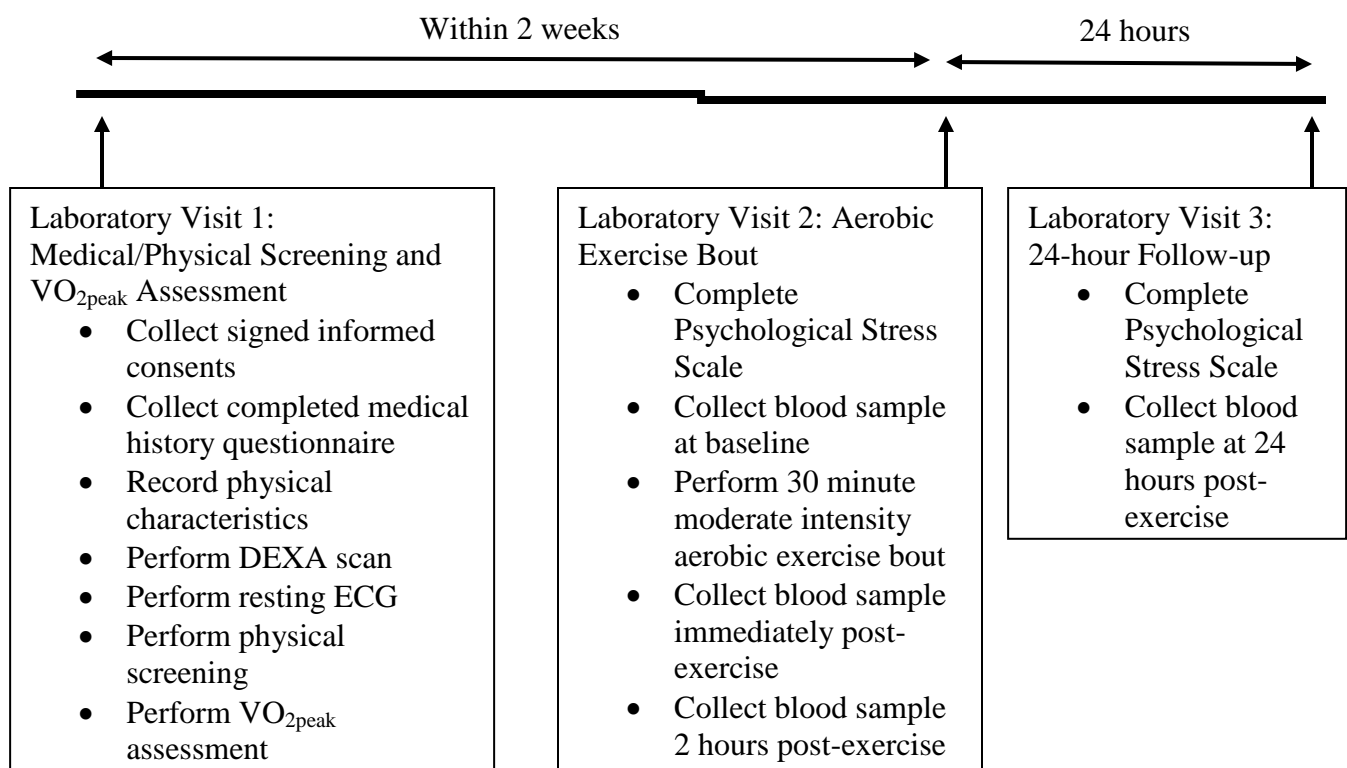 Within 2 weeks
24 hours
Laboratory Visit 1:
Medical/Physical Screening and
VO2peak Assessment
• Collect signed informed
consents
• Collect completed medical
history questionnaire
• Record physical
characteristics
• Perform DEXA scan
• Perform resting ECG
• Perform physical
screening
• Perform VO2peak
assessment
Laboratory Visit 2: Aerobic
Exercise Bout
• Complete
Psychological Stress
Scale
• Collect blood sample
at baseline
• Perform 30 minute
moderate intensity
aerobic exercise bout
• Collect blood sample
immediately post-
exercise
• Collect blood sample
2 hours post-exercise
Laboratory Visit 3:
24-hour Follow-up
• Complete
Psychological
Stress Scale
• Collect blood
sample at 24
hours post-
exercise